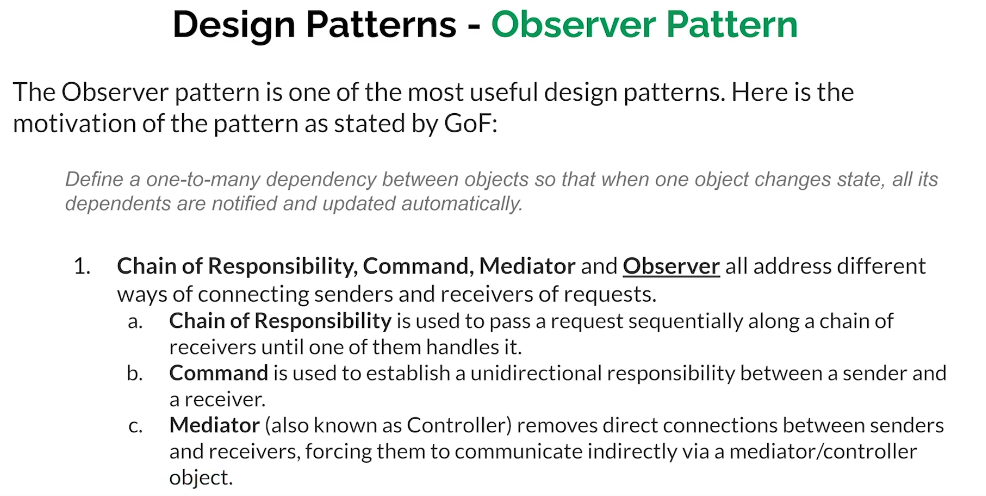 Design Patterns - Observer Pattern
The Observer pattern is one of the most useful design patterns. Here is the
motivation of the pattern as stated by GoF:
Define a one-to-many dependency between objects so that when one object changes state, all its
dependents are notified and updated automatically.
1. Chain of Responsibility, Command, Mediator and Observer all address different
ways of connecting senders and receivers of requests.
a. Chain of Responsibility is used to pass a request sequentially along a chain of
receivers until one of them handles it.
b. Command is used to establish a unidirectional responsibility between a sender and
a receiver.
c. Mediator (also known as Controller) removes direct connections between senders
and receivers, forcing them to communicate indirectly via a mediator/controller
object.